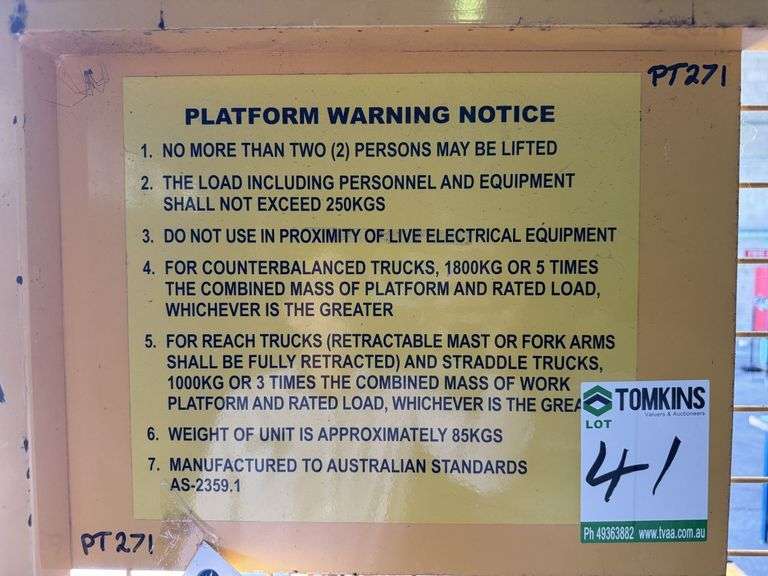 PT271
PLATFORM WARNING NOTICE
1. NO MORE THAN TWO (2) PERSONS MAY BE LIFTED
2. THE LOAD INCLUDING PERSONNEL AND EQUIPMENT
SHALL NOT EXCEED 250KGS
3. DO NOT USE IN PROXIMITY OF LIVE ELECTRICAL EQUIPMENT
4. FOR COUNTERBALANCED TRUCKS, 1800KG OR 5 TIMES
THE COMBINED MASS OF PLATFORM AND RATED LOAD,
WHICHEVER IS THE GREATER
5. FOR REACH TRUCKS (RETRACTABLE MAST OR FORK ARMS
SHALL BE FULLY RETRACTED) AND STRADDLE TRUCKS,
1000KG OR 3 TIMES THE COMBINED MASS OF WORK
PLATFORM AND RATED LOAD, WHICHEVER IS THE
6. WEIGHT OF UNIT IS APPROXIMATELY 85KGS
7. MANUFACTURED TO AUSTRALIAN STANDARDS
AS-2359.1
TOMKINS
Valuers & Auctioneers
LOT
41
Ph 49363882 www.tvaa.com.au
PT271